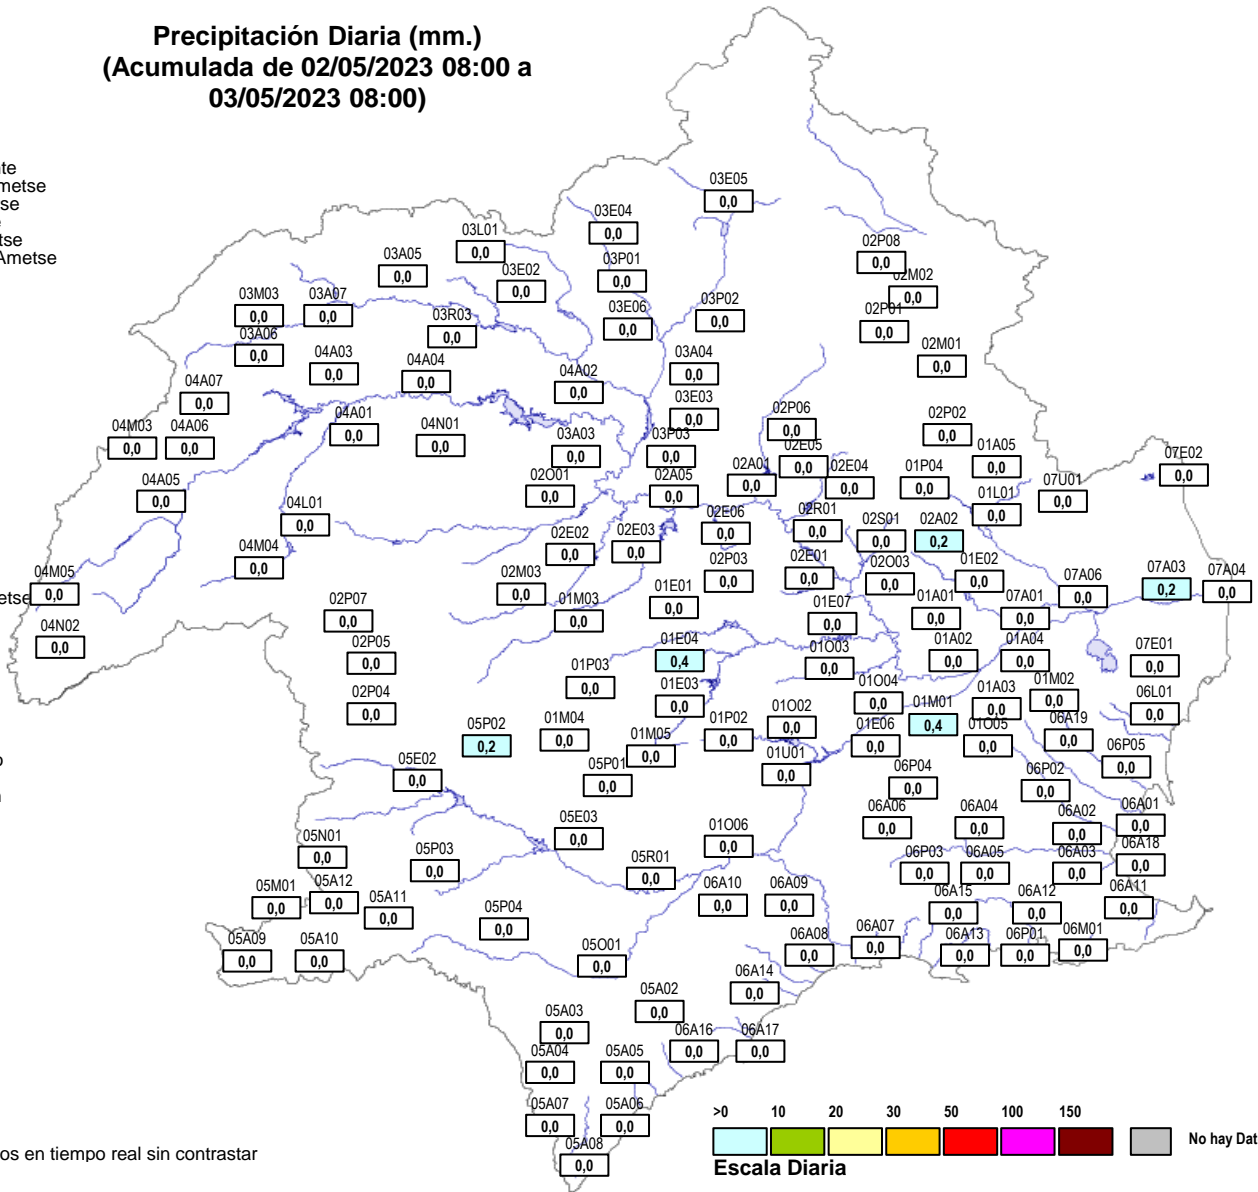 Precipitación Diaria (mm.)
(Acumulada de 02/05/2023 08:00 a
03/05/2023 08:00)
te
metse
se
tse
Ametse
03E05
0,0
03E04
0,0
03L01
0,0
03A05
0,0
03P01
0,0
03E02
0,0
02P08
0,0
02M02
0,0
03M03
0,0
03A07
0,0
03R03
0,0
03E06
0,0
03P02
0,0
02P01
0,0
03A06
0,0
04A03
0,0
04A04
0,0
04A02
0,0
03A04
0,0
02M01
0,0
04A07
0,0
03E03
0,0
04M03
0,0
04A06
0,0
04A01
0,0
04N01
0,0
03A03
0,0
03P03
0,0
02P06
0,0
02P02
0,0
02E05
0,0
01A05
0,0
07E02
0,0
04A05
0,0
02O01
0,0
02A05
0,0
02A01
0,0
02E04
0,0
01P04
0,0
07U01
0,0
04L01
0,0
01L01
0,0
02E06
0,0
02R01
0,0
02S01
0,0
02A02
0,2
04M04
0,0
02E02
0,0
02E03
0,0
04M05
0,0
etse
02M03
0,0
02P03
0,0
02E01
0,0
02O03
0,0
01E02
0,0
07A06
0,0
07A03
0,2
07A04
0,0
02P07
0,0
01M03
0,0
01E01
0,0
01E07
0,0
01A01
0,0
07A01
0,0
04N02
0,0
02P05
0,0
01E04
0,4
01O03
0,0
01A02
0,0
01A04
0,0
07E01
0,0
02P04
0,0
01P03
0,0
01E03
0,0
01O04
0,0
01M01
0,4
01A03
0,0
01M02
0,0
06L01
0,0
05P02
0,2
01M04
0,0
01M05
0,0
01P02
0,0
01O02
0,0
01E06
0,0
01O05
0,0
06A19
0,0
06P05
0,0
o
05E02
0,0
05P01
0,0
01U01
0,0
06P04
0,0
06P02
0,0
05E03
0,0
01O06
0,0
06A06
0,0
06A04
0,0
06A02
0,0
06A01
0,0
05N01
0,0
05P03
0,0
05R01
0,0
06P03
0,0
06A05
0,0
06A03
0,0
06A18
0,0
05M01
0,0
05A12
0,0
05A11
0,0
06A10
0,0
06A09
0,0
06A15
0,0
06A12
0,0
06A11
0,0
05P04
0,0
05A09
0,0
05A10
0,0
05O01
0,0
06A08
0,0
06A07
0,0
06A13
0,0
06P01
0,0
06M01
0,0
06A14
0,0
05A02
0,0
05A03
0,0
06A16
0,0
06A17
0,0
05A04
0,0
05A05
0,0
05A07
0,0
05A06
0,0
05A08
0,0
os en tiempo real sin contrastar
>0 10 20 30 50 100 150
No hay Dat
Escala Diaria